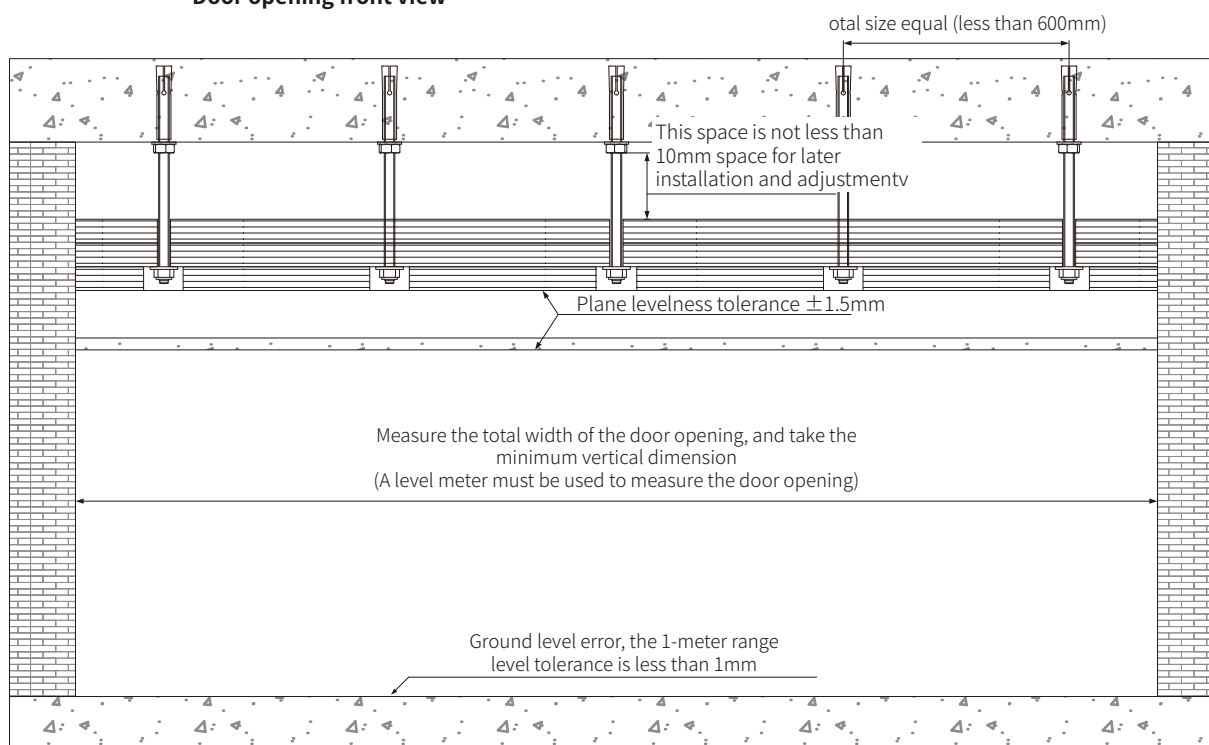 Door opening front view
otal size equal (less than 600mm)
This space is not less than
10mm space for later
installation and adjustmentv
Plane levelness tolerance ±1.5mm
Measure the total width of the door opening, and take the
minimum vertical dimension
(A level meter must be used to measure the door opening)
Ground level error, the 1-meter range
level tolerance is less than 1mm